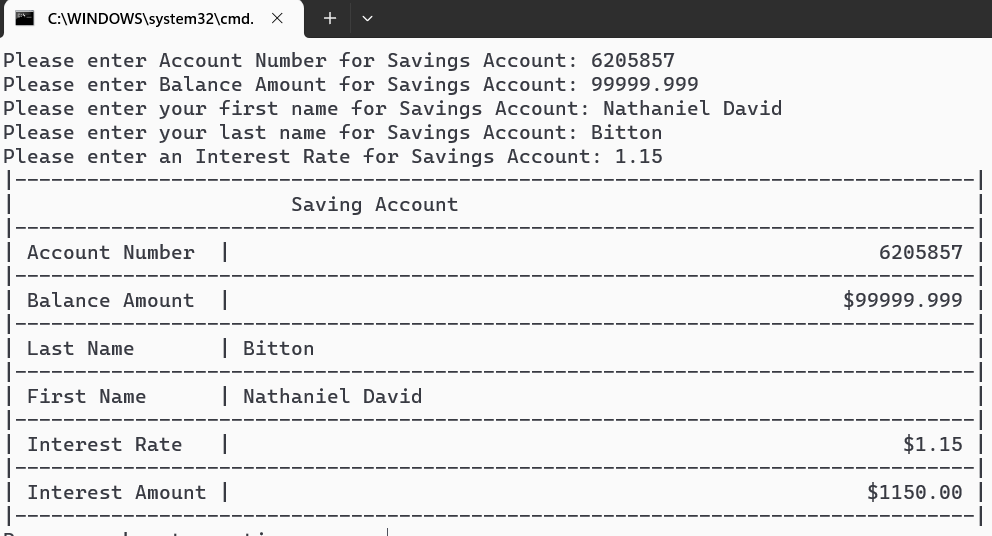 C:\WINDOWS\system32\cmd.
Please enter Account Number for Savings Account: 6205857
Please enter Balance Amount for Savings Account: 99999.999
Please enter your first name for Savings Account: Nathaniel David
Please enter your last name for Savings Account: Bitton
Please enter an Interest Rate for Savings Account: 1.15
Saving Account
Account Number | 6205857
Balance Amount | $99999.999
Last Name | Bitton
First Name | Nathaniel David
Interest Rate | $1.15
Interest Amount | $1150.00